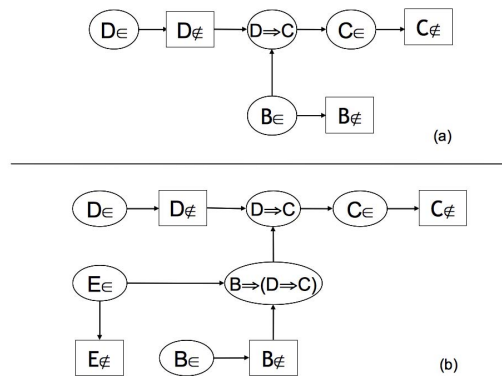 D∈ D∉ D⇒C C∈ C∉
B∈ B∉
(a)
D∈ D∉ D⇒C C∈ C∉
E∈ B⇒(D⇒C)
E∉ B∈ B∉
(b)